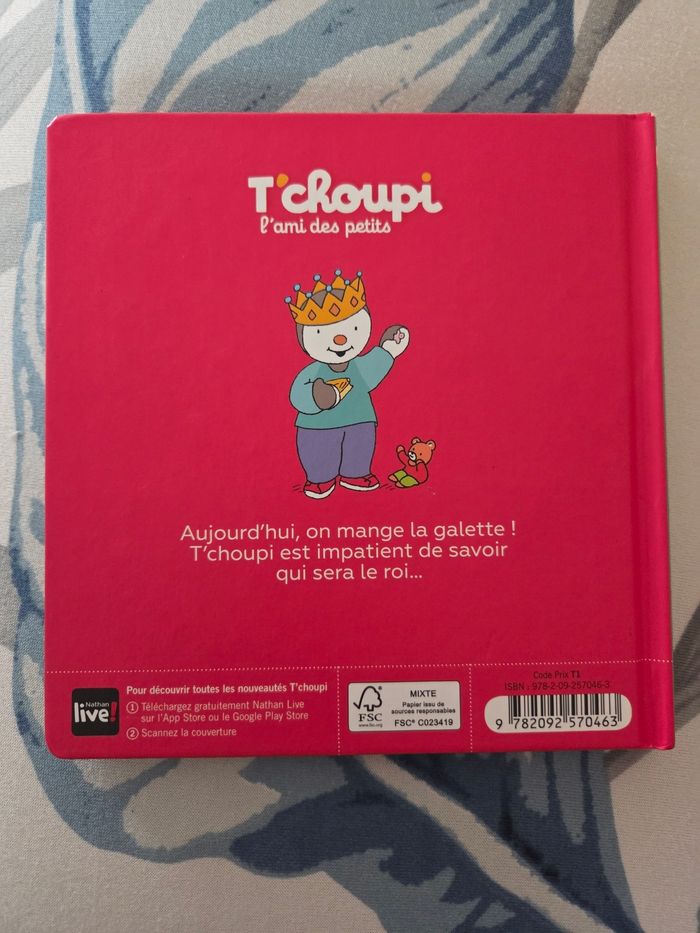 T'choupi
l'ami des petits
Aujourd'hui, on mange la galette !
T'choupi est impatient de savoir
qui sera le roi...
Nathan
live!
Pour découvrir toutes les nouveautés T'choupi
1 Téléchargez gratuitement Nathan Live
sur l'App Store ou le Google Play Store
2 Scannez la couverture
FSC
www.fsc.org
MIXTE
Papier issu de
sources responsables
FSC® C023419
Code Prix T1
ISBN : 978-2-09-257046-3
9 782092 570463